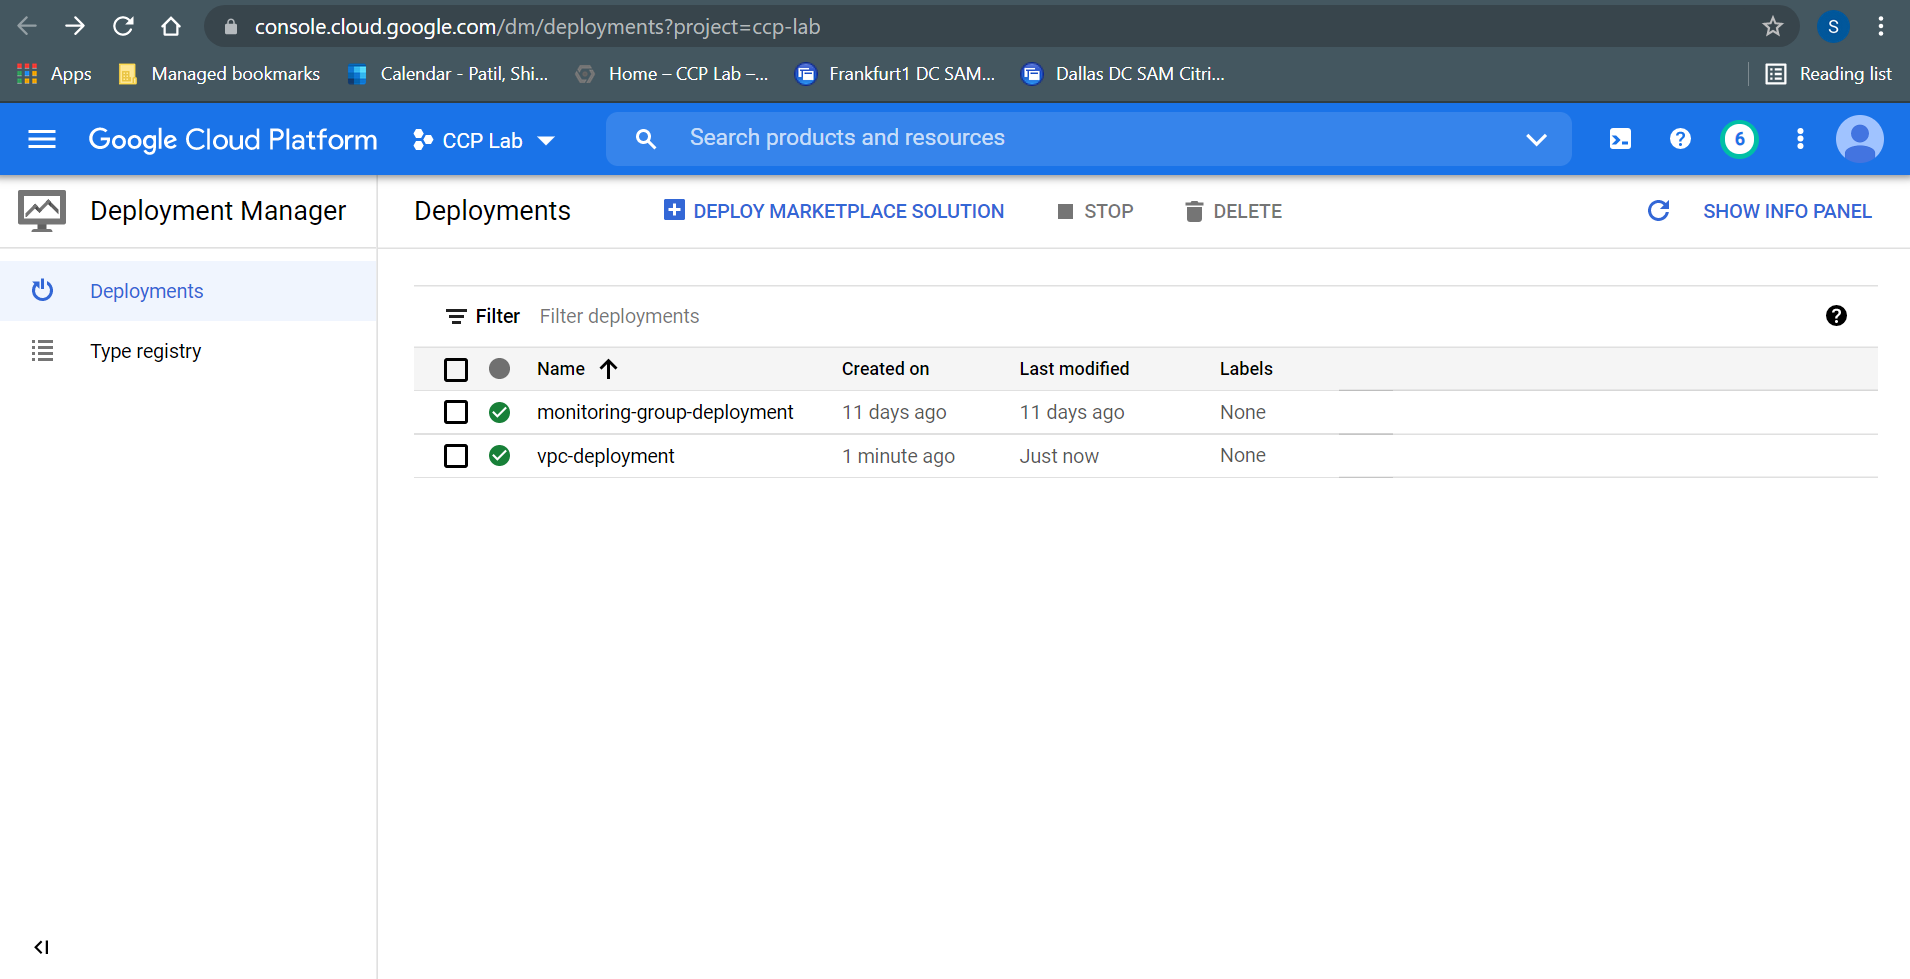 console.cloud.google.com/dm/deployments?project=ccp-lab
S
Apps Managed bookmarks Calendar - Patil, Shi... Home – CCP Lab –... Frankfurt1 DC SAM... Dallas DC SAM Citri... Reading list
Google Cloud Platform CCP Lab Search products and resources 6
Deployment Manager
Deployments
Type registry
Deployments DEPLOY MARKETPLACE SOLUTION STOP DELETE SHOW INFO PANEL
Filter Filter deployments
Name Created on Last modified Labels
monitoring-group-deployment 11 days ago 11 days ago None
vpc-deployment 1 minute ago Just now None